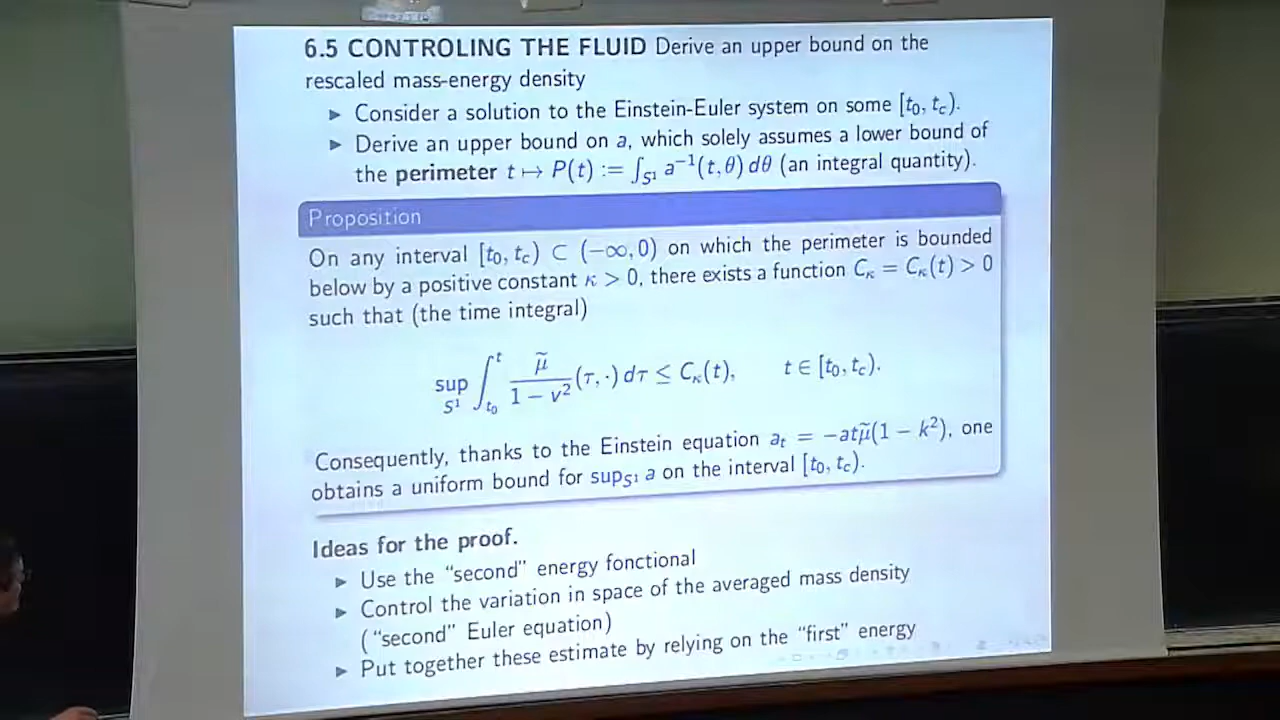 6.5 CONTROLING THE FLUID Derive an upper bound on the
rescaled mass-energy density
► Consider a solution to the Einstein-Euler system on some [t₀, t_c).
► Derive an upper bound on a, which solely assumes a lower bound of
the perimeter t ↦ P(t) := ∫_{S¹} a⁻¹(t, θ) dθ (an integral quantity).
Proposition
On any interval [t₀, t_c) ⊂ (−∞, 0) on which the perimeter is bounded
below by a positive constant κ > 0, there exists a function C_κ = C_κ(t) > 0
such that (the time integral)
sup_{S¹} ∫_{t₀}^{t} μ̃/(1 − v²) (τ, ·) dτ ≤ C_κ(t), t ∈ [t₀, t_c).
Consequently, thanks to the Einstein equation a_t = −atμ̃(1 − k²), one
obtains a uniform bound for sup_{S¹} a on the interval [t₀, t_c).
Ideas for the proof.
► Use the “second” energy fonctional
► Control the variation in space of the averaged mass density
(“second” Euler equation)
► Put together these estimate by relying on the “first” energy